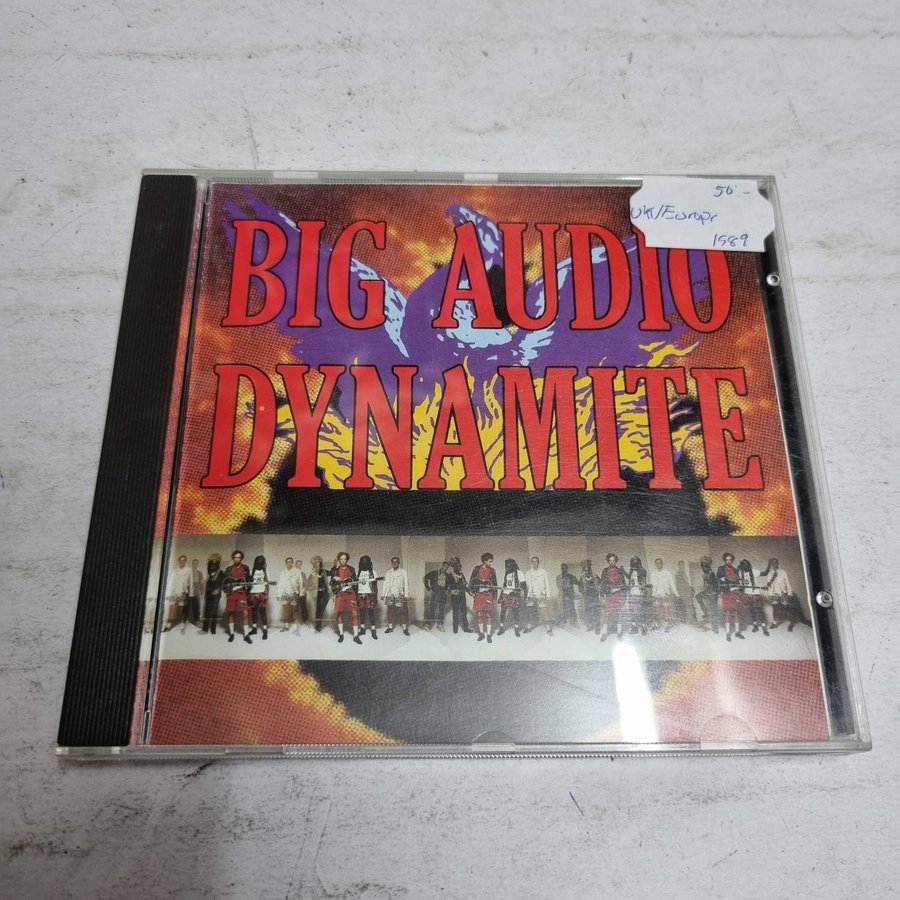 BIG AUDIO
DYNAMITE
50.-
UK/Europe
1989